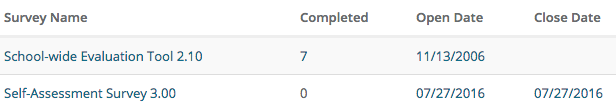 Survey Name Completed Open Date Close Date
School-wide Evaluation Tool 2.10 7 11/13/2006
Self-Assessment Survey 3.00 0 07/27/2016 07/27/2016